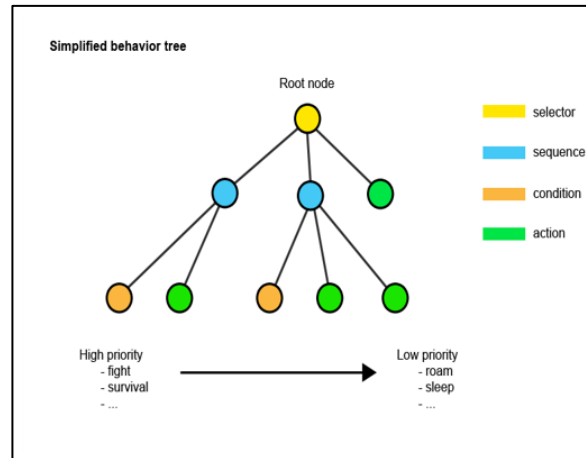 Simplified behavior tree
Root node
selector
sequence
condition
action
High priority
- fight
- survival
- ...
Low priority
- roam
- sleep
- ...